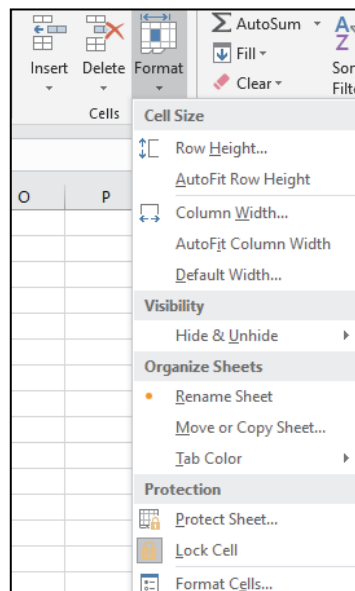 Insert Delete Format
Cells
AutoSum
Fill
Clear
A
Z
Sor
Filt
O P
Cell Size
Row Height...
AutoFit Row Height
Column Width...
AutoFit Column Width
Default Width...
Visibility
Hide & Unhide
Organize Sheets
Rename Sheet
Move or Copy Sheet...
Tab Color
Protection
Protect Sheet...
Lock Cell
Format Cells...